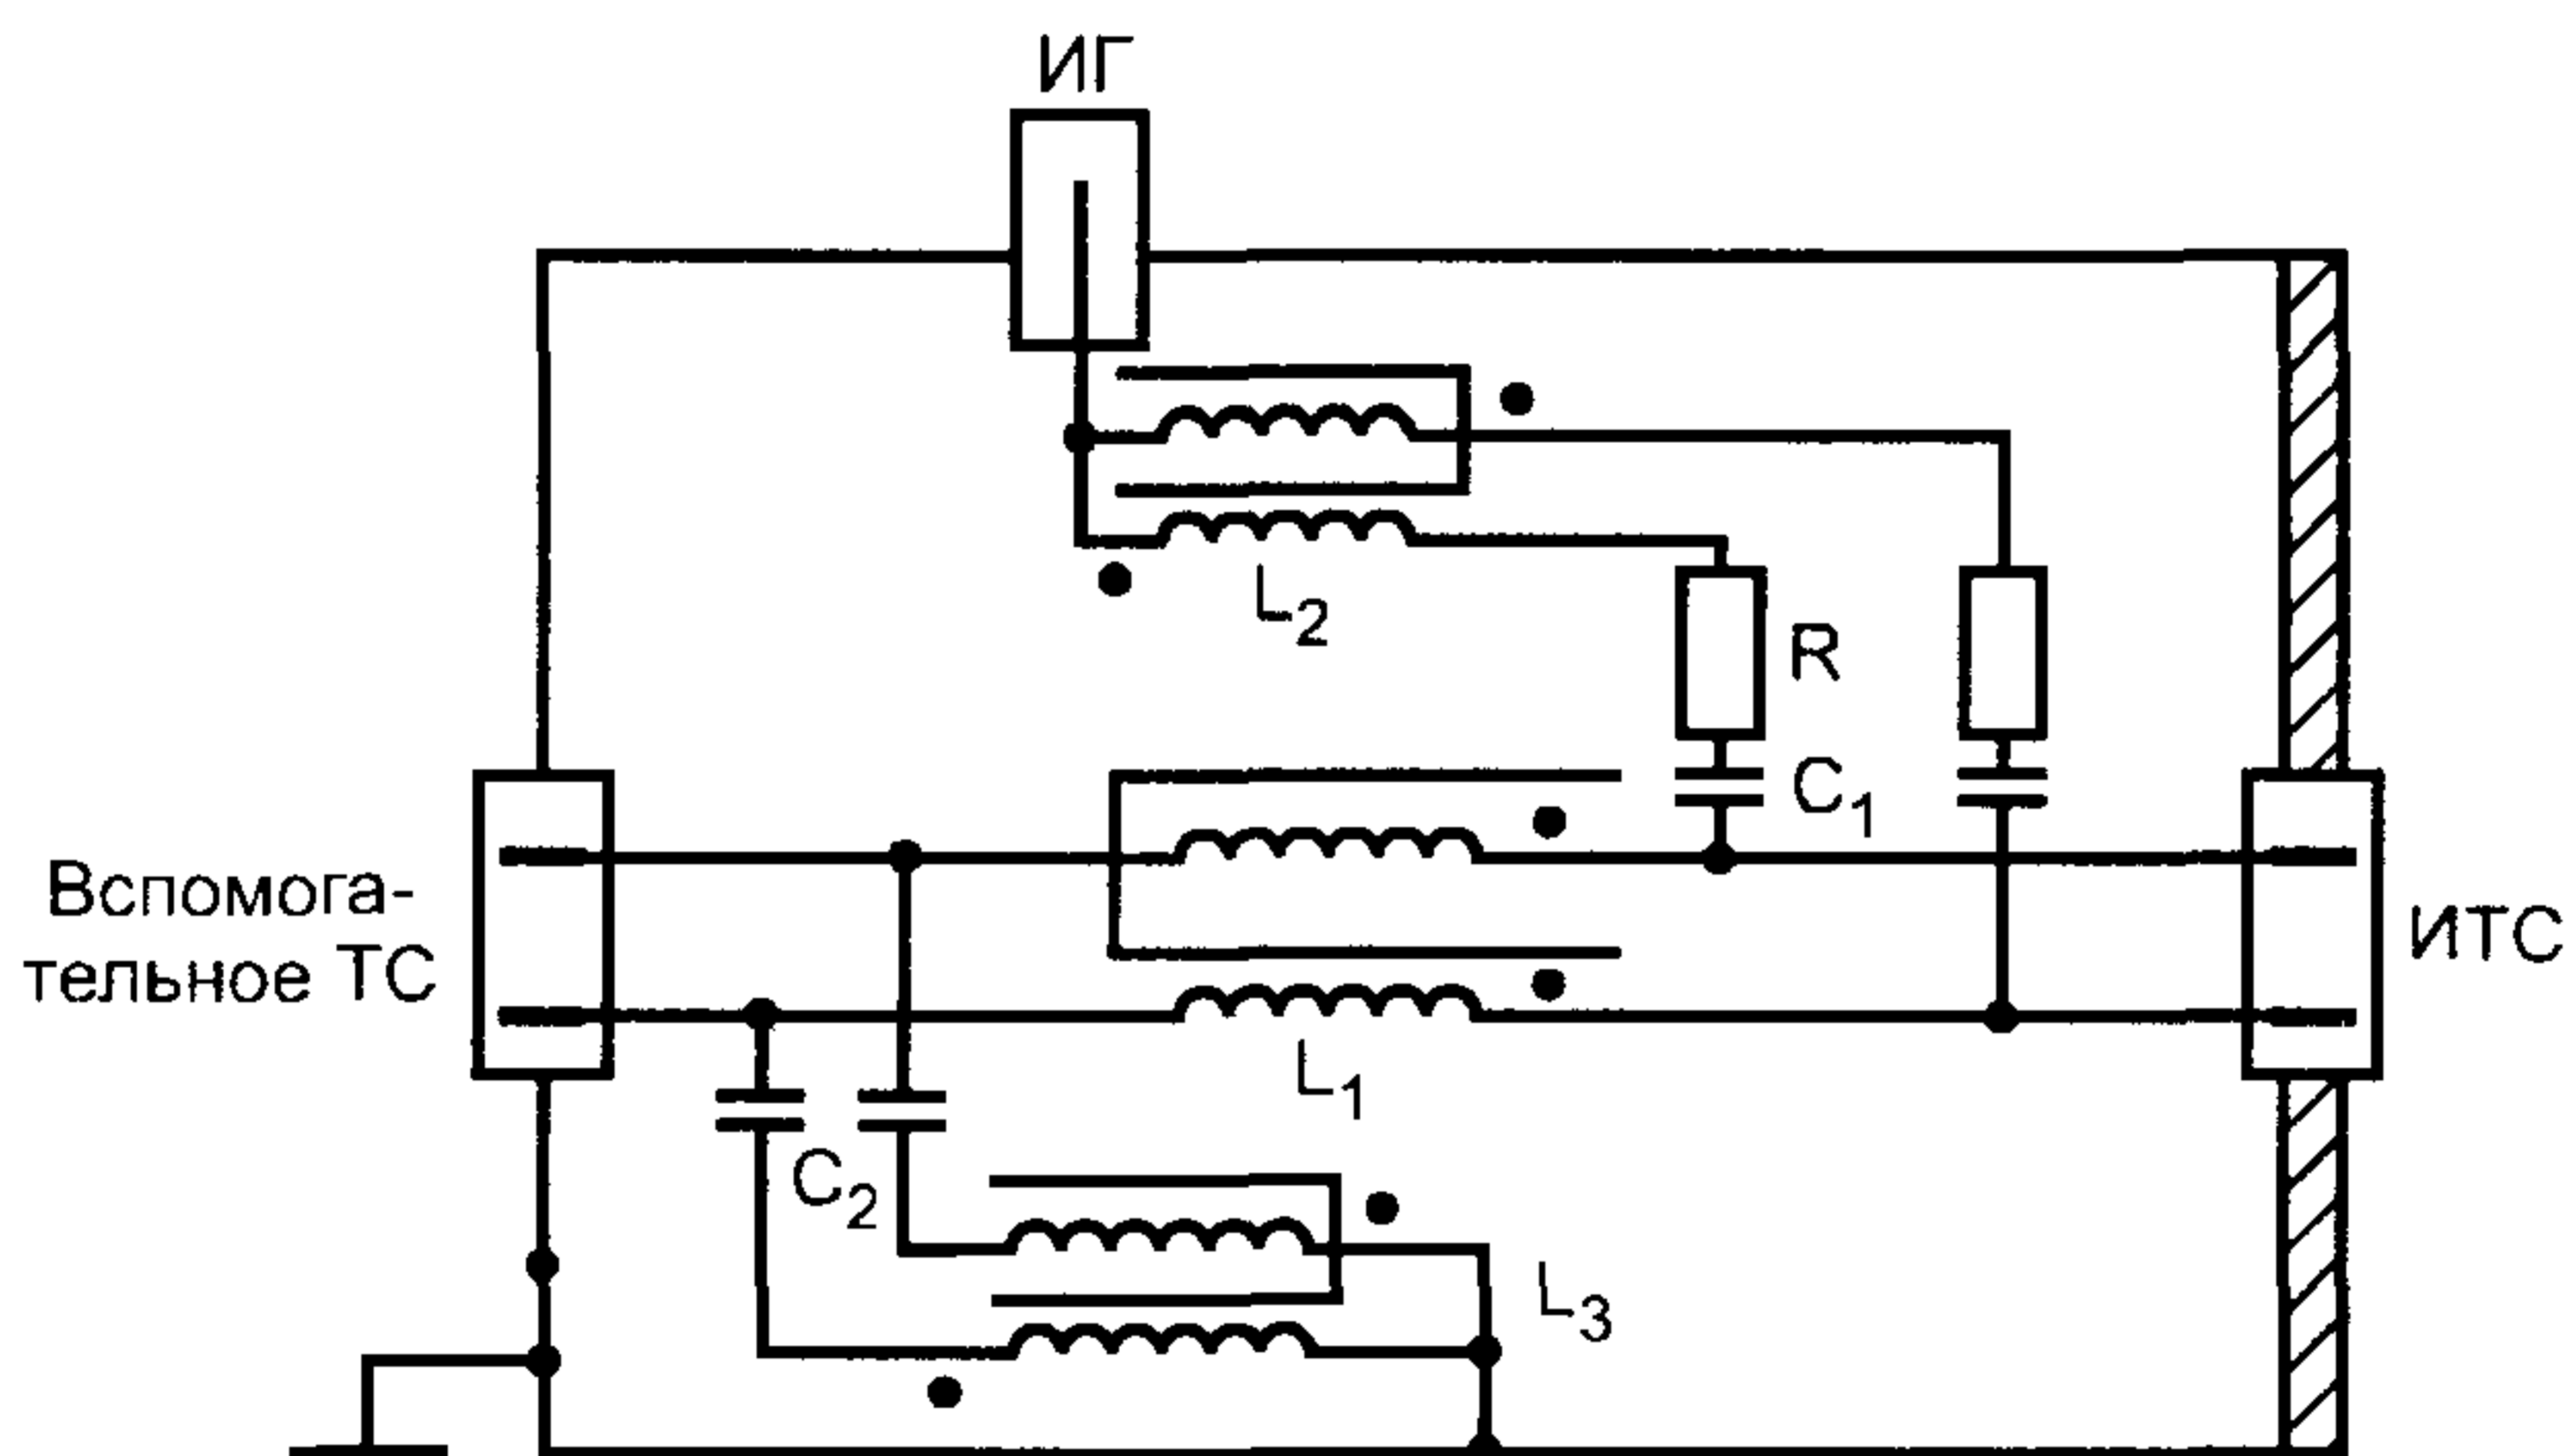 ИГ
L2
R
C1
Вспомога-
тельное ТС
ИТС
L1
C2
L3